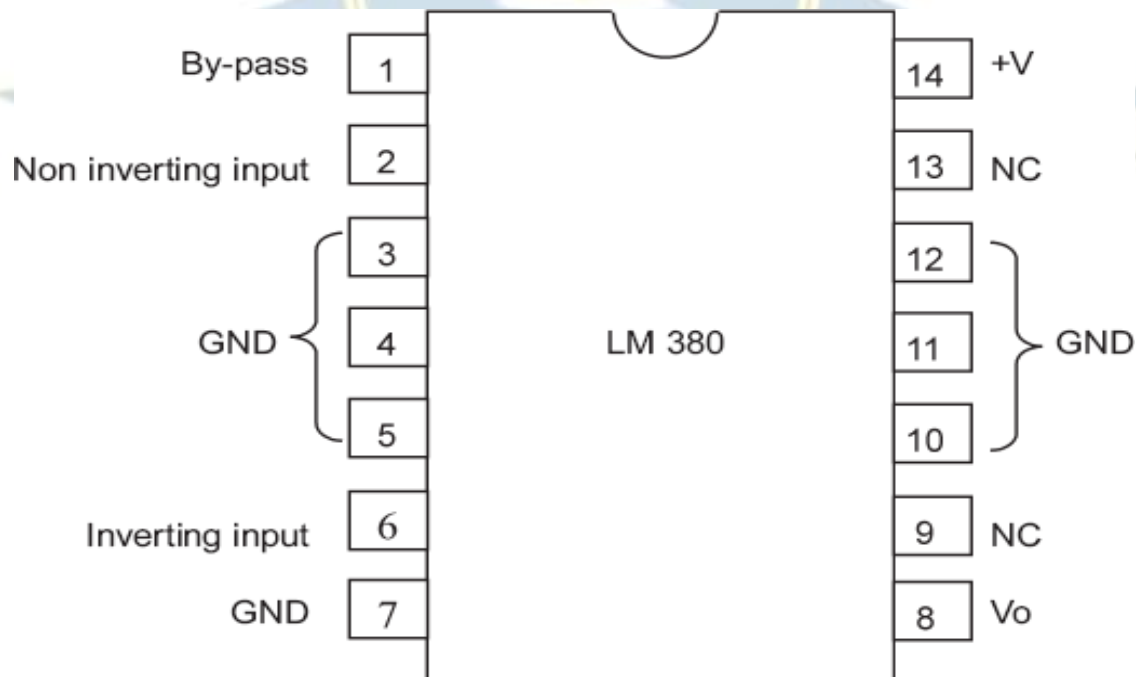 By-pass 1 14 +V
Non inverting input 2 13 NC
3 12
GND 4 LM 380 11 GND
5 10
Inverting input 6 9 NC
GND 7 8 Vo